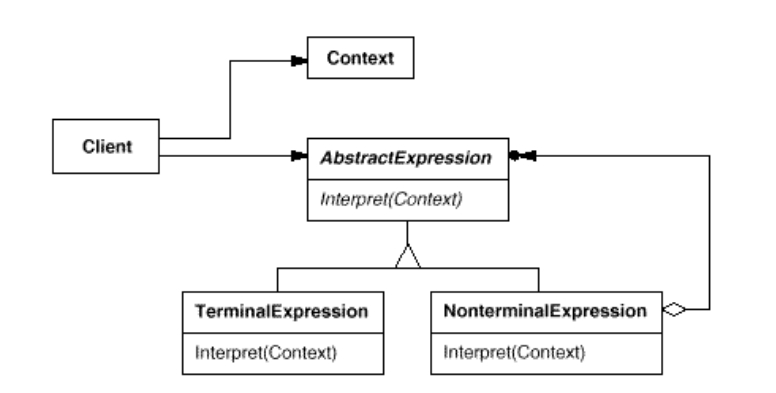 Context
Client
AbstractExpression
Interpret(Context)
TerminalExpression
Interpret(Context)
NonterminalExpression
Interpret(Context)